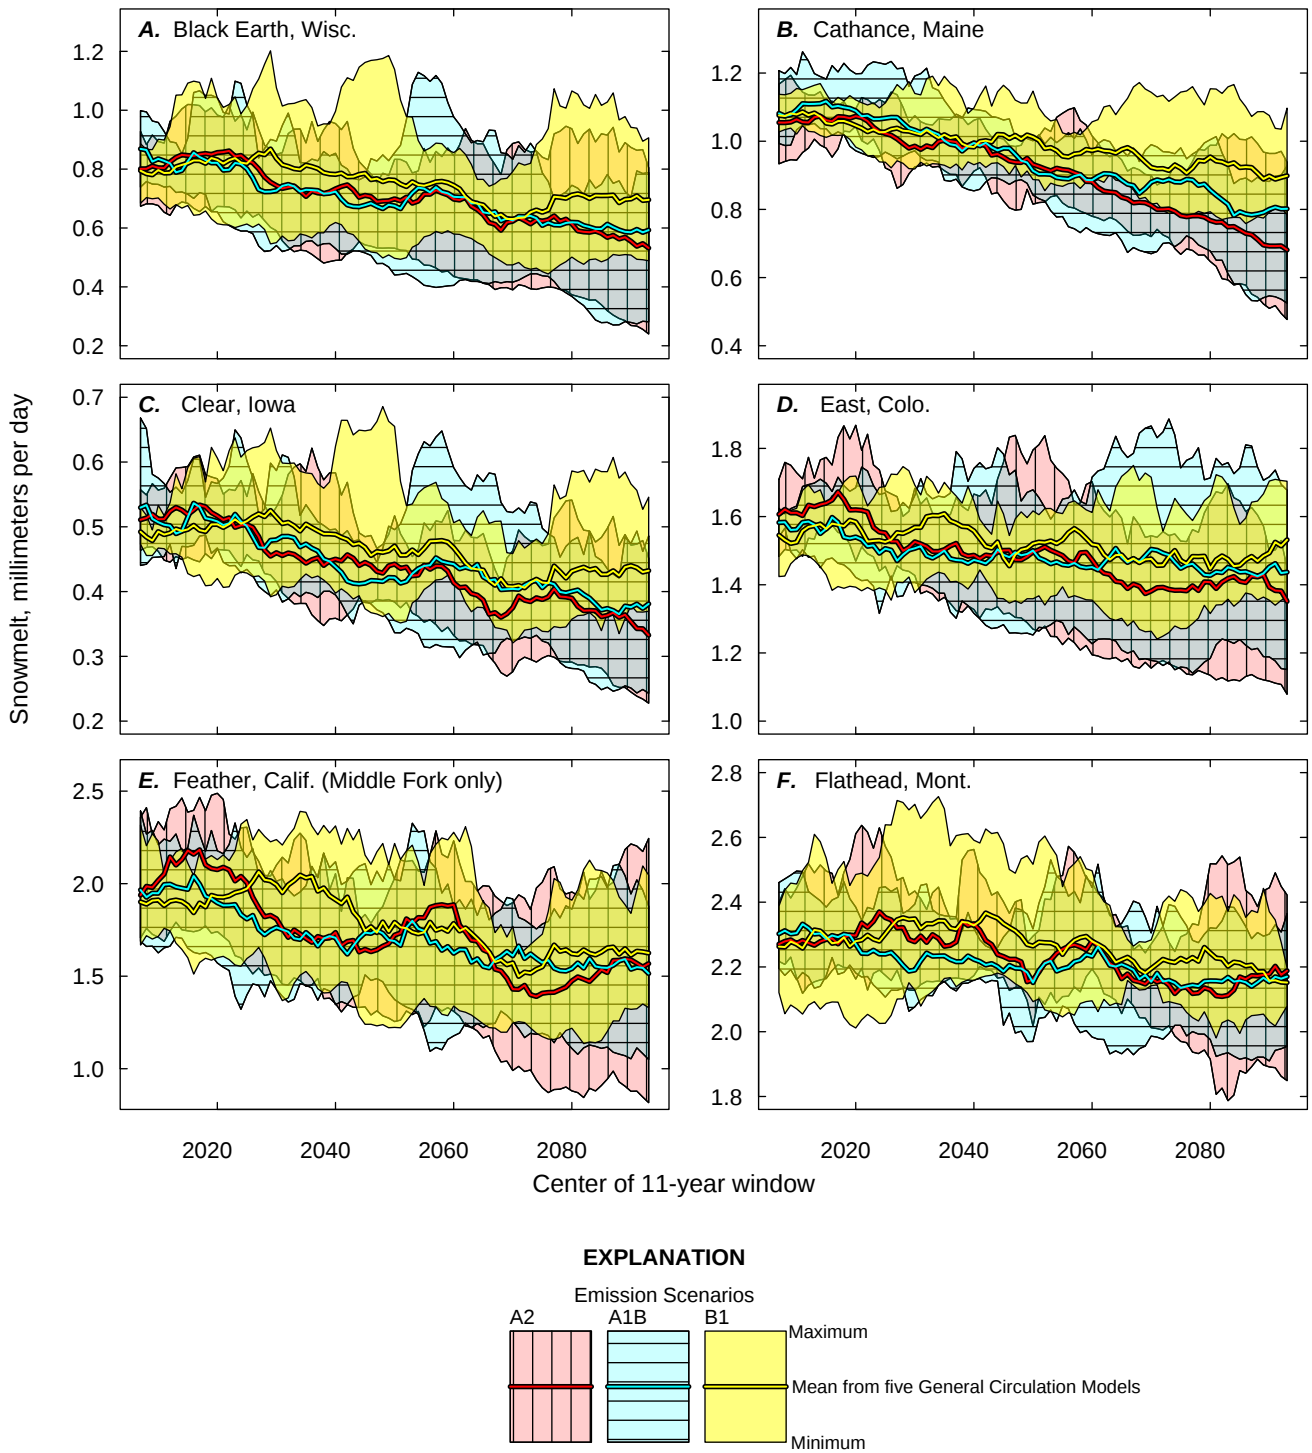 Snowmelt, millimeters per day
A. Black Earth, Wisc.
1.2
1.0
0.8
0.6
0.4
0.2
B. Cathance, Maine
1.2
1.0
0.8
0.6
0.4
C. Clear, Iowa
0.7
0.6
0.5
0.4
0.3
0.2
D. East, Colo.
1.8
1.6
1.4
1.2
1.0
E. Feather, Calif. (Middle Fork only)
2.5
2.0
1.5
1.0
F. Flathead, Mont.
2.8
2.6
2.4
2.2
2.0
1.8
2020 2040 2060 2080
2020 2040 2060 2080
Center of 11-year window
EXPLANATION
Emission Scenarios
A2 A1B B1
Maximum
Mean from five General Circulation Models
Minimum